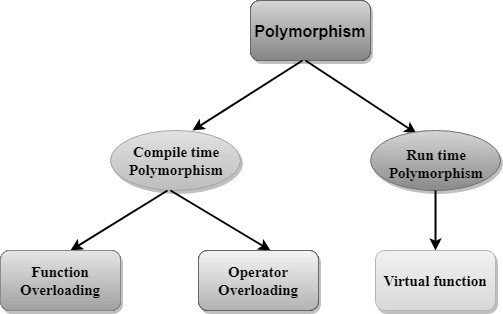 Polymorphism
Compile time
Polymorphism
Run time
Polymorphism
Function
Overloading
Operator
Overloading
Virtual function